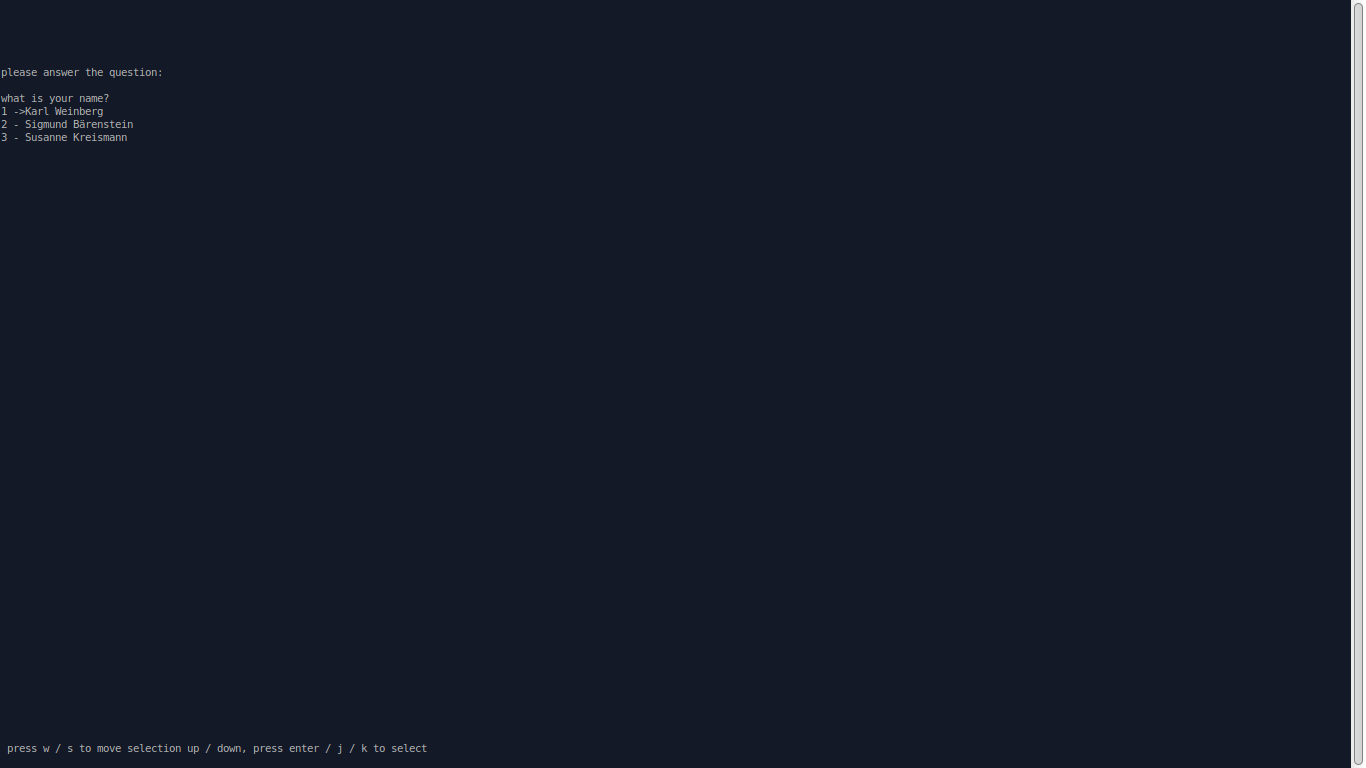 please answer the question:
what is your name?
1 ->Karl Weinberg
2 - Sigmund Bärenstein
3 - Susanne Kreismann
press w / s to move selection up / down, press enter / j / k to select